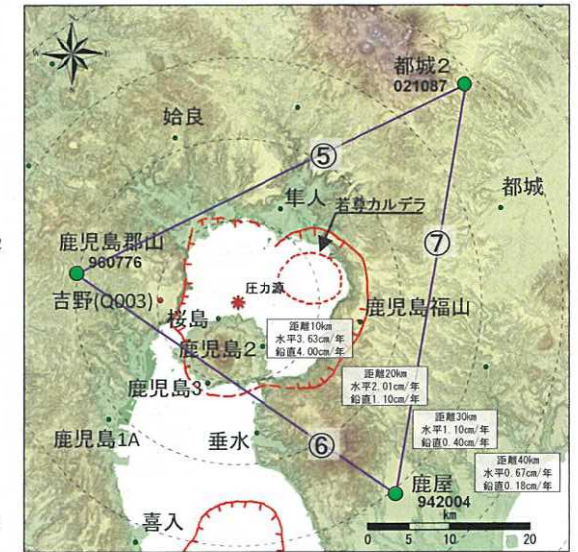 N
都城2
021087
姶良
⑤
隼人
若尊カルデラ
都城
⑦
鹿児島郡山
960776
吉野(Q003)
圧力源
桜島
鹿児島福山
鹿児島2
距離10km
水平3.63cm/年
鉛直4.00cm/年
距離20km
水平2.01cm/年
鉛直1.10cm/年
鹿児島3
距離30km
水平1.10cm/年
鉛直0.40cm/年
鹿児島1A
垂水
⑥
距離40km
水平0.67cm/年
鉛直0.18cm/年
鹿屋
942004
喜入
km
0 5 10 20